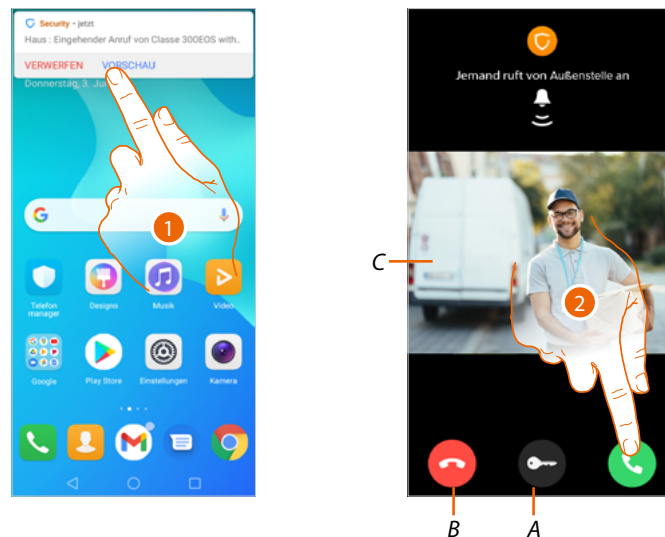 Security • jetzt
Haus : Eingehender Anruf von Classe 300EOS with..
VERWERFEN VORSCHAU
Donnerstag, 3. Ju
G
1
Telefon
manager
Designs
Musik
Video
Google
Play Store
Einstellungen
Kamera
Jemand ruft von Außenstelle an
C
2
B
A